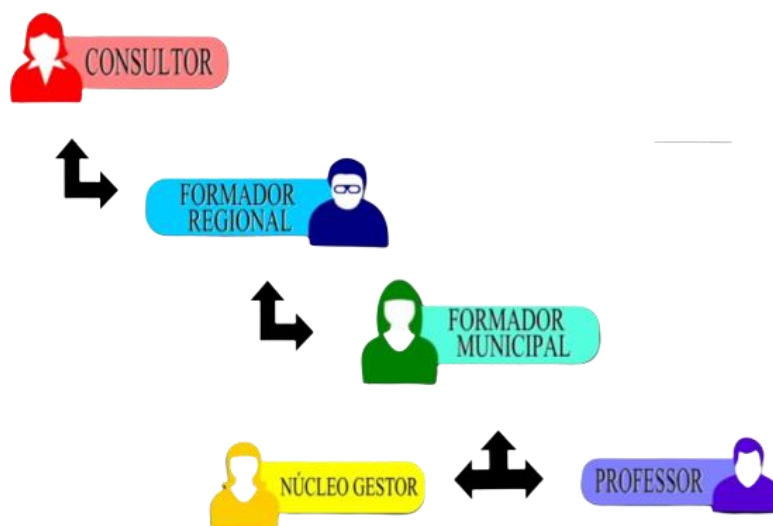 CONSULTOR
FORMADOR
REGIONAL
FORMADOR
MUNICIPAL
NÚCLEO GESTOR
PROFESSOR